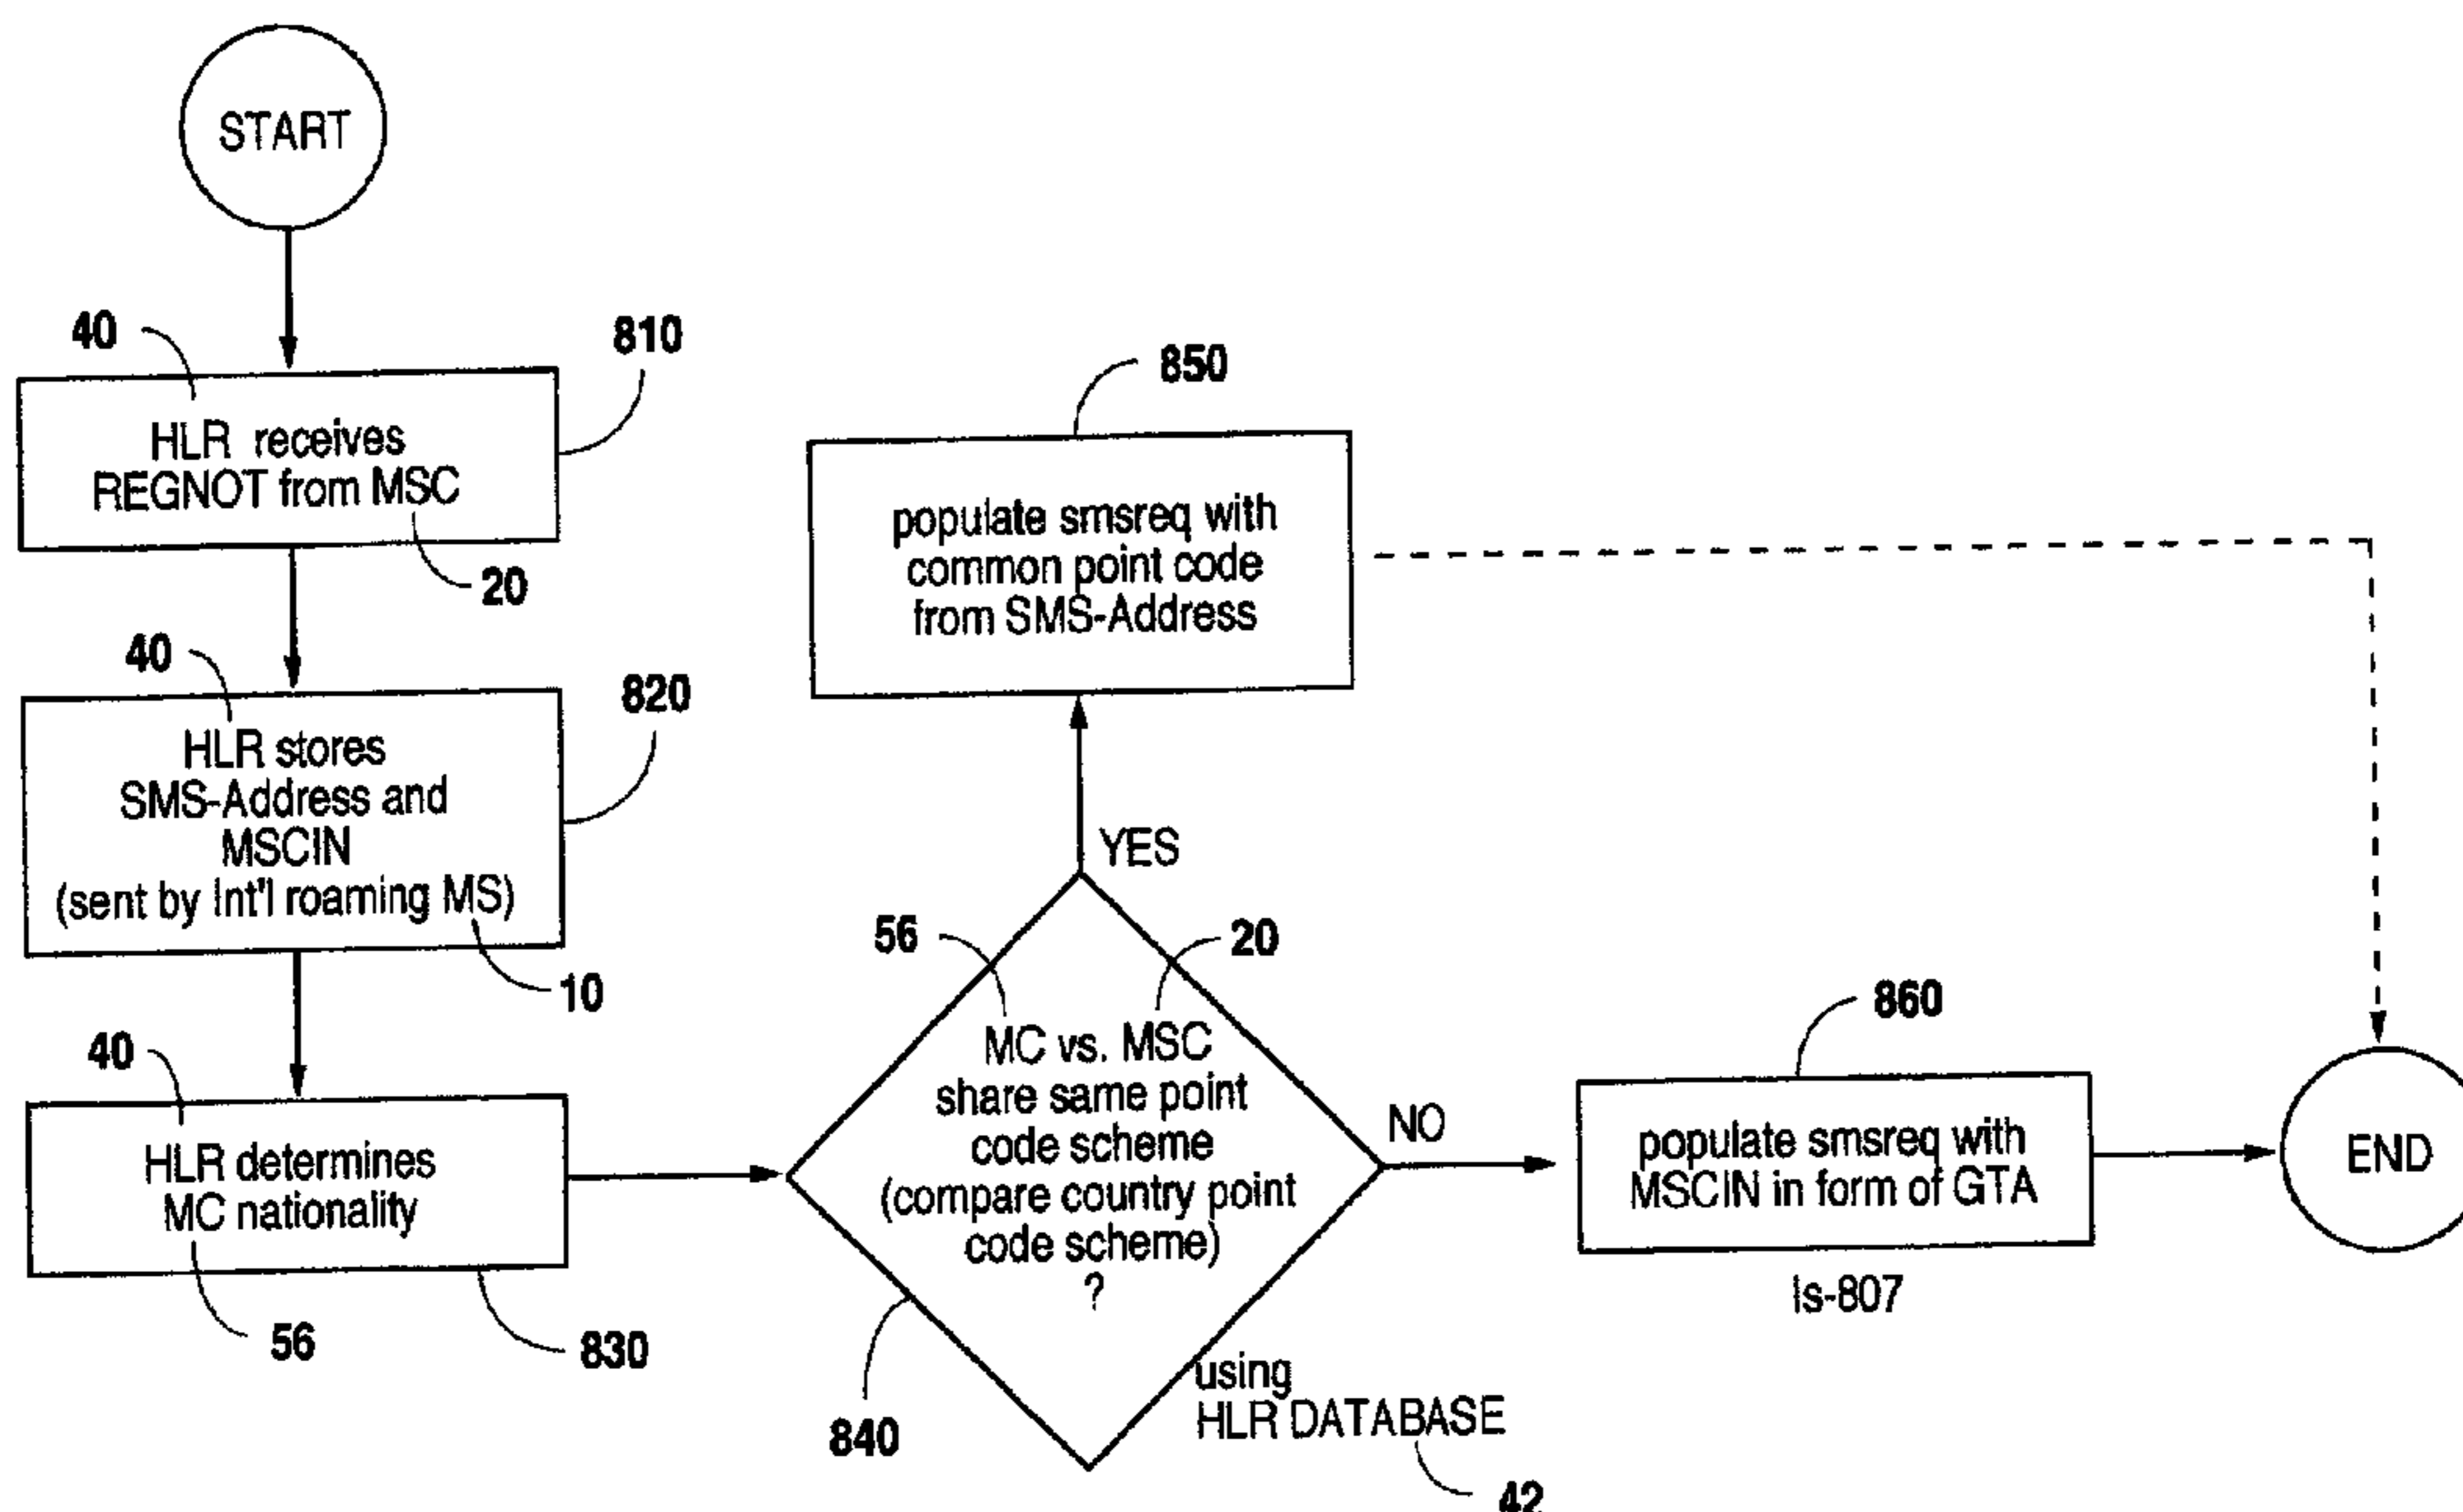 START
40
810
HLR receives
REGNOT from MSC
20
40
820
HLR stores
SMS-Address and
MSCIN
(sent by Int'l roaming MS)
10
40
HLR determines
MC nationality
56
830
850
populate smsreq with
common point code
from SMS-Address
YES
56
20
MC vs. MSC
share same point
code scheme
(compare country point
code scheme)
?
840
using
HLR DATABASE
42
NO
860
populate smsreq with
MSCIN in form of GTA
Is-807
END